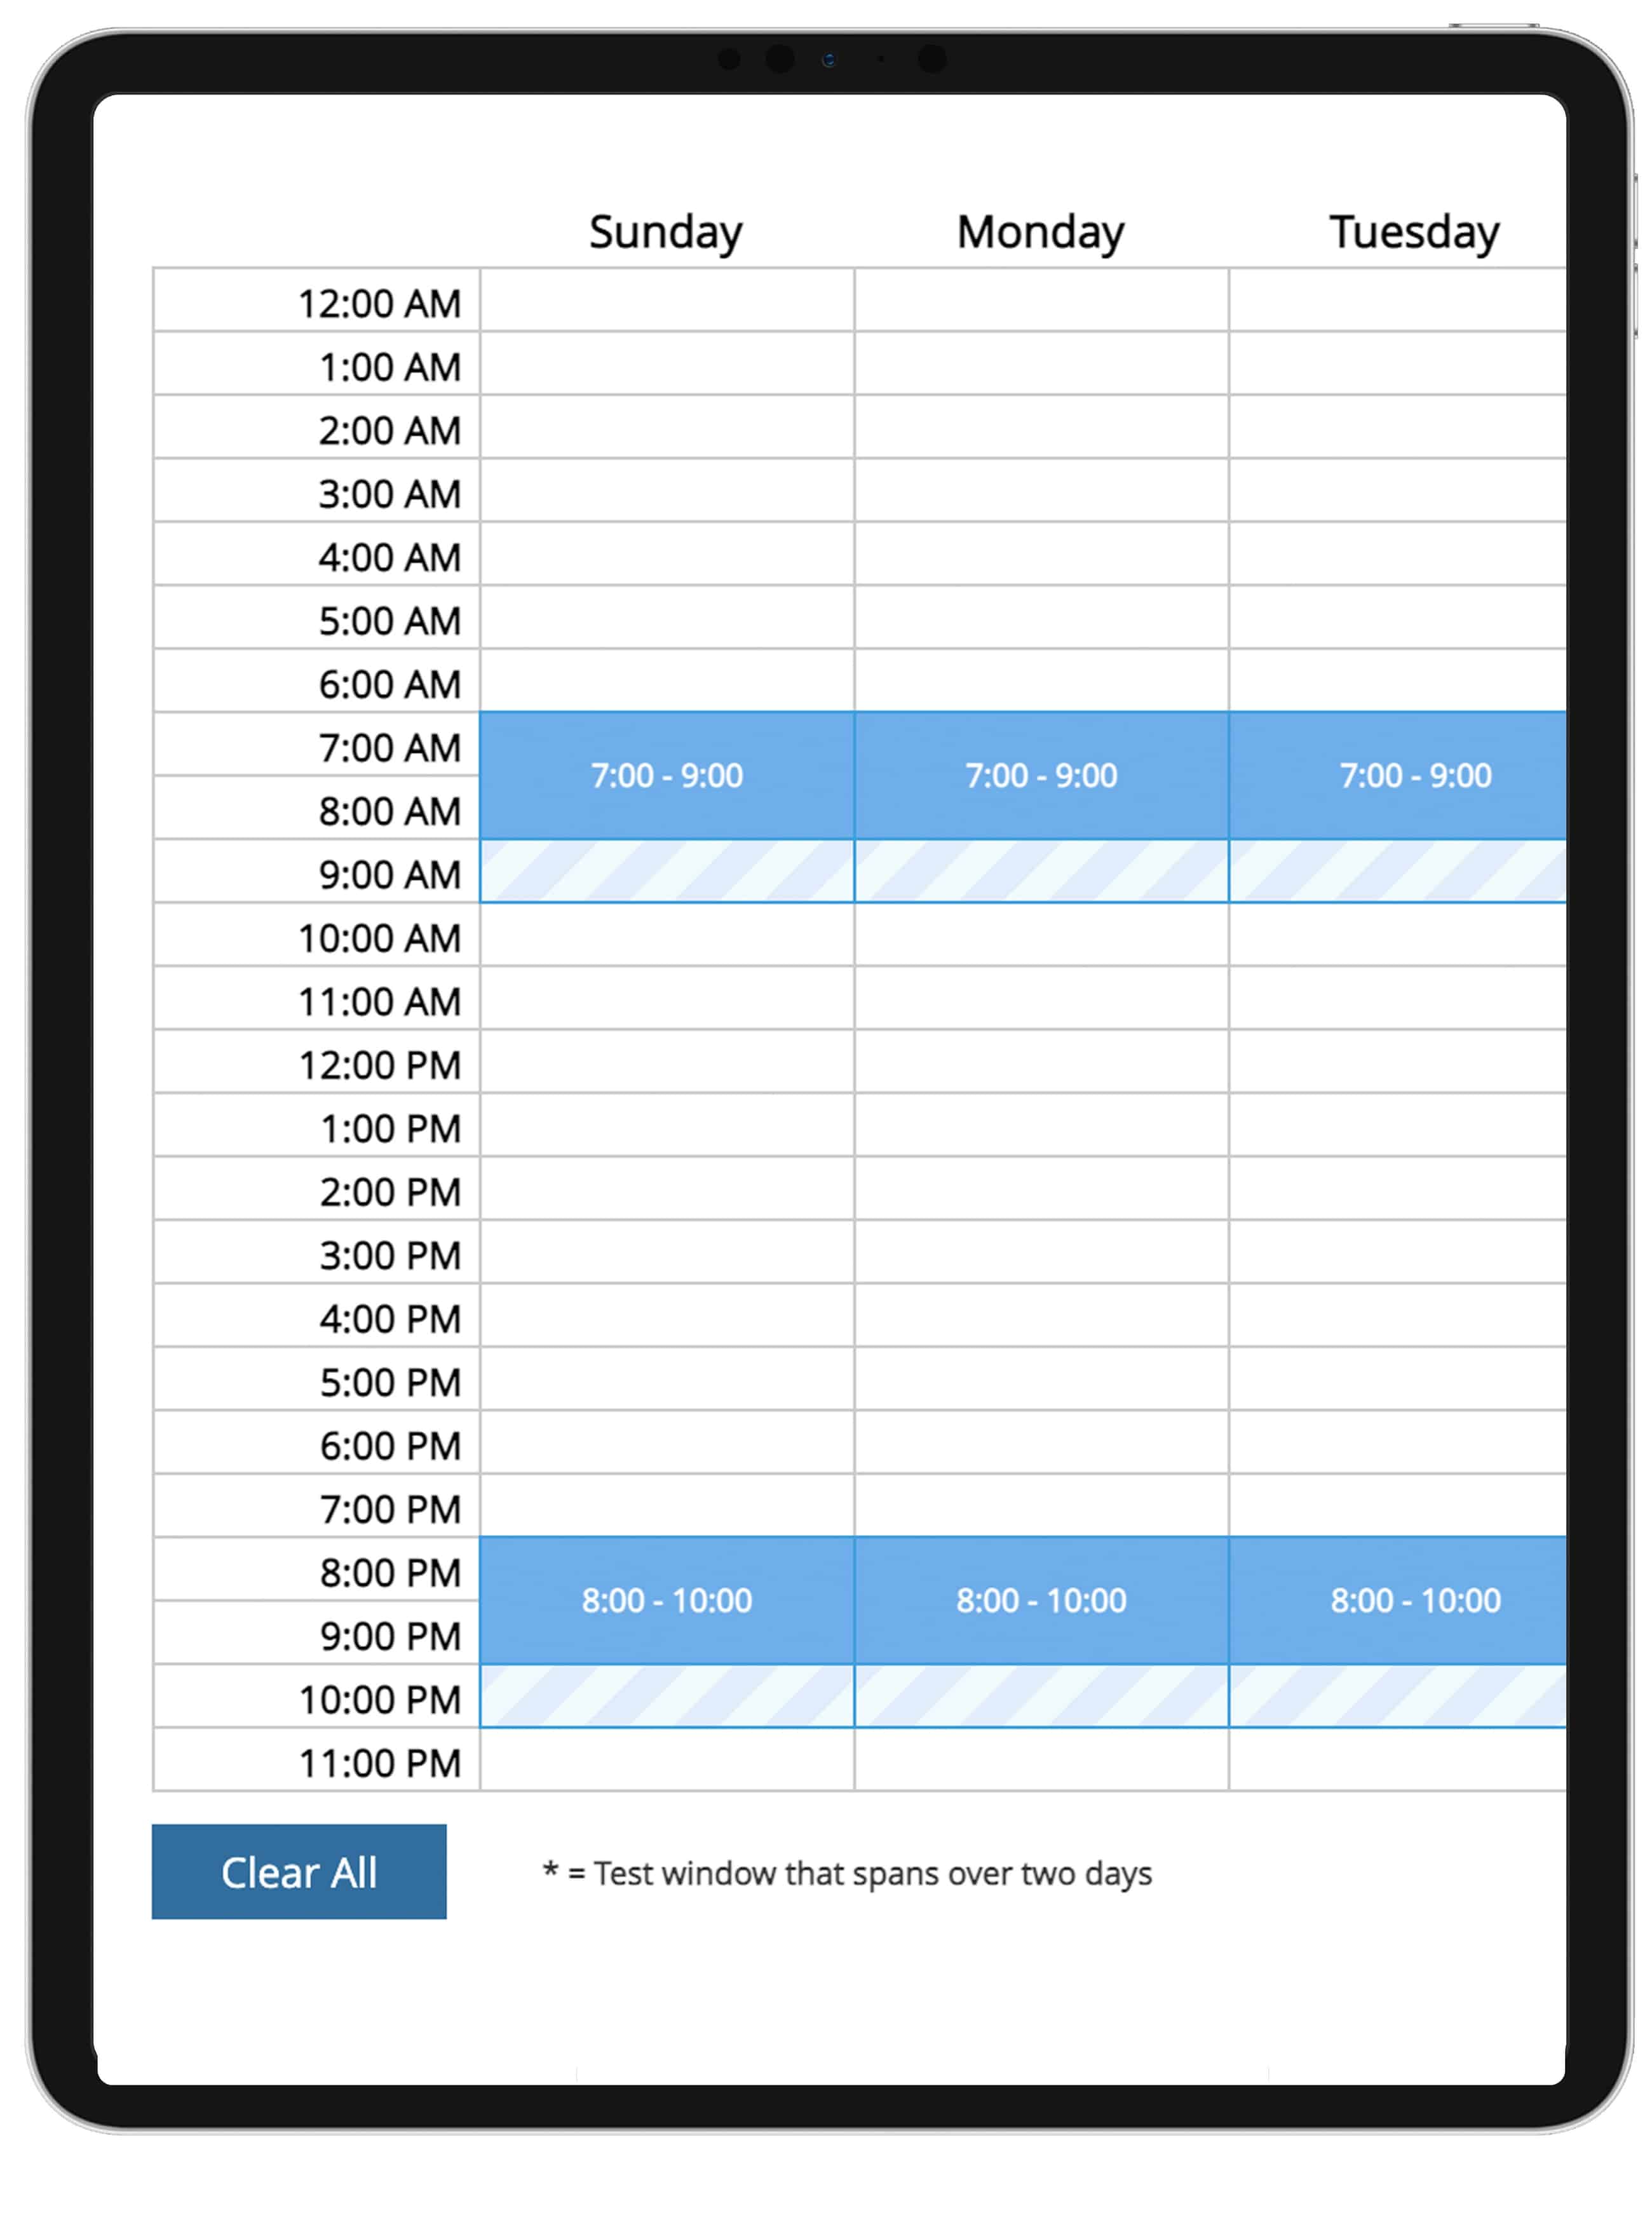 Sunday Monday Tuesday
12:00 AM
1:00 AM
2:00 AM
3:00 AM
4:00 AM
5:00 AM
6:00 AM
7:00 AM
7:00 - 9:00 7:00 - 9:00 7:00 - 9:00
8:00 AM
9:00 AM
10:00 AM
11:00 AM
12:00 PM
1:00 PM
2:00 PM
3:00 PM
4:00 PM
5:00 PM
6:00 PM
7:00 PM
8:00 PM
8:00 - 10:00 8:00 - 10:00 8:00 - 10:00
9:00 PM
10:00 PM
11:00 PM
Clear All * = Test window that spans over two days